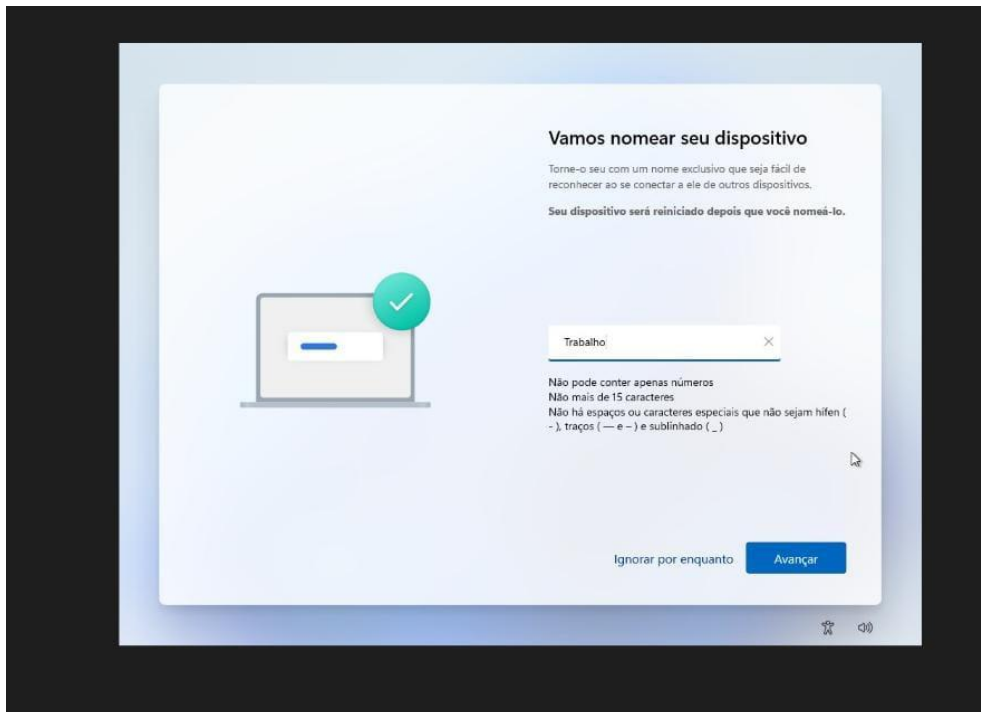 Vamos nomear seu dispositivo
Torne-o seu com um nome exclusivo que seja fácil de
reconhecer ao se conectar a ele de outros dispositivos.
Seu dispositivo será reiniciado depois que você nomeá-lo.
Trabalho
Não pode conter apenas números
Não mais de 15 caracteres
Não há espaços ou caracteres especiais que não sejam hífen (
- ), traços ( — e – ) e sublinhado ( _ )
Ignorar por enquanto
Avançar